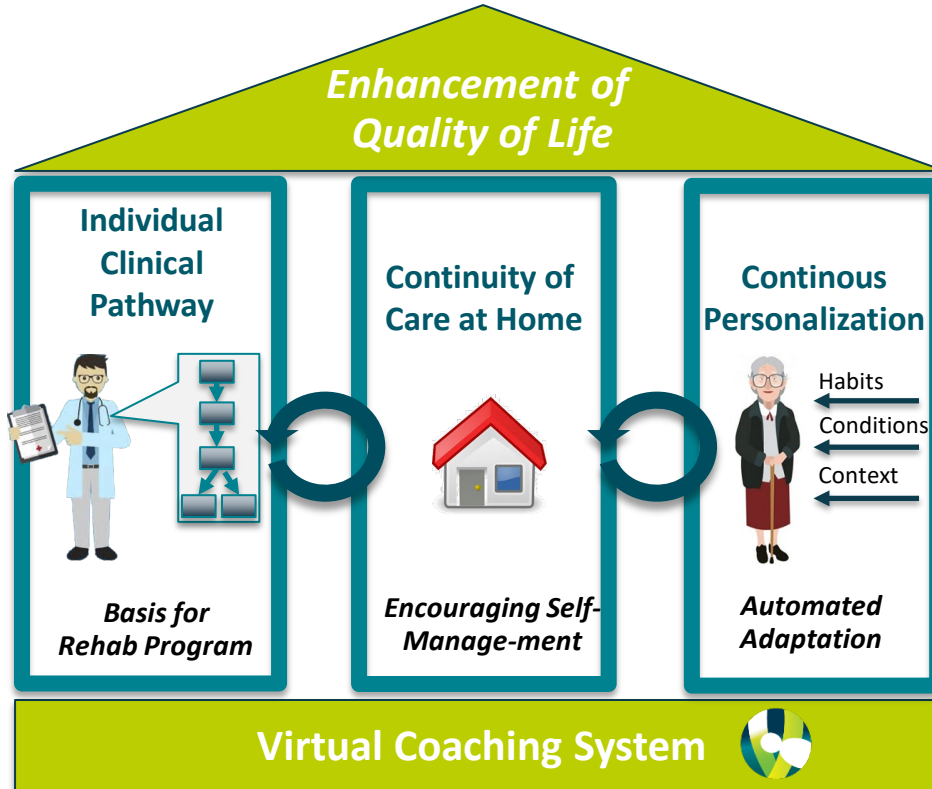 Enhancement of
Quality of Life
Individual
Clinical
Pathway
Basis for
Rehab Program
Continuity of
Care at Home
Encouraging Self-
Manage-ment
Continous
Personalization
Habits
Conditions
Context
Automated
Adaptation
Virtual Coaching System